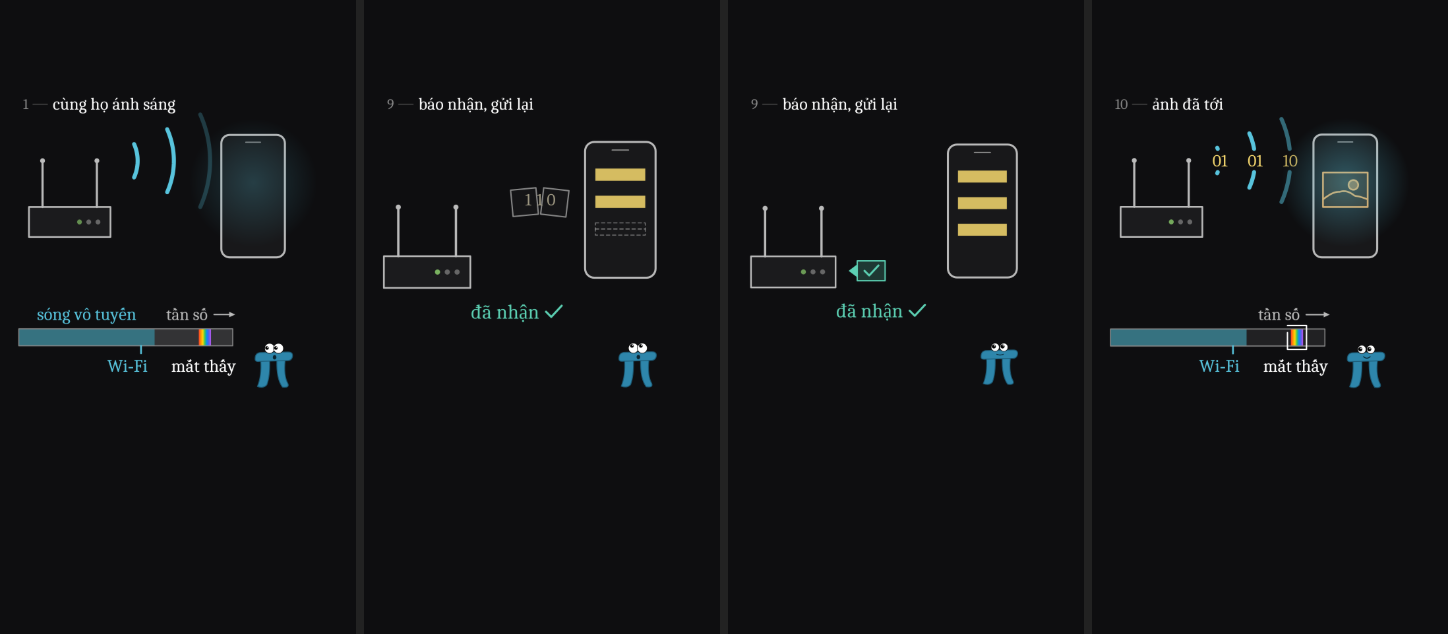 1 — cùng họ ánh sáng
sóng vô tuyến
tần số
Wi-Fi
mắt thấy
9 — báo nhận, gửi lại
1 10
đã nhận ✓
9 — báo nhận, gửi lại
đã nhận ✓
10 — ảnh đã tới
01 01 10
tần số
Wi-Fi
mắt thấy